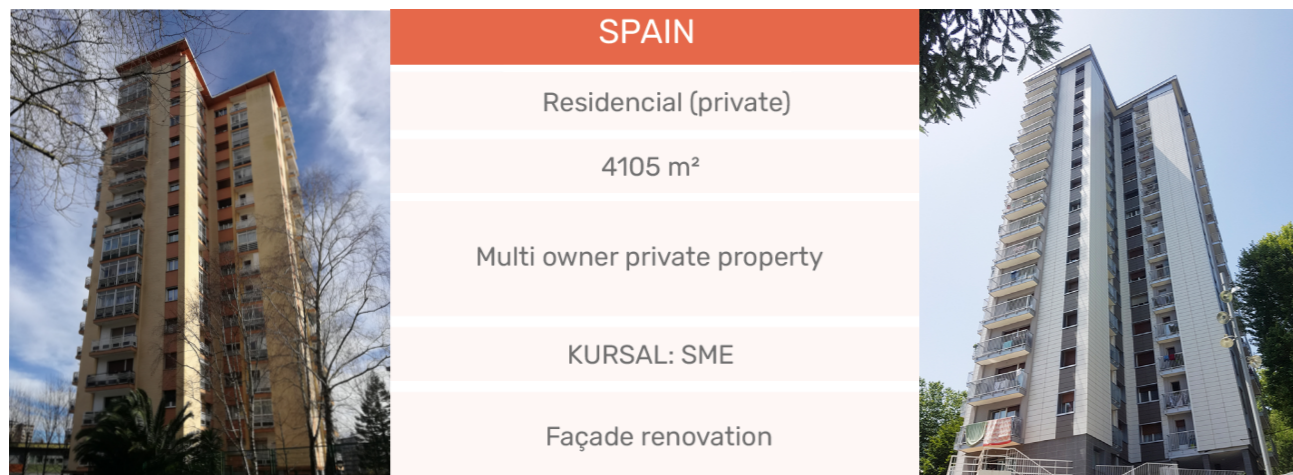 SPAIN
Residencial (private)
4105 m²
Multi owner private property
KURSAL: SME
Façade renovation